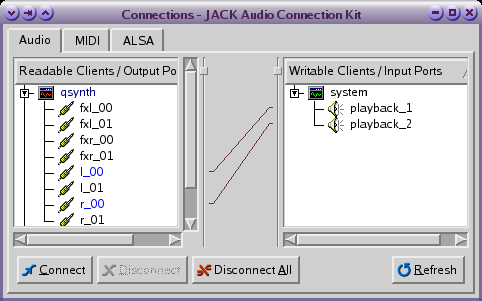 Connections - JACK Audio Connection Kit
Audio MIDI ALSA
Readable Clients / Output Po
Writable Clients / Input Ports
qsynth
fxl_00
fxl_01
fxr_00
fxr_01
l_00
l_01
r_00
r_01
system
playback_1
playback_2
Connect Disconnect Disconnect All Refresh